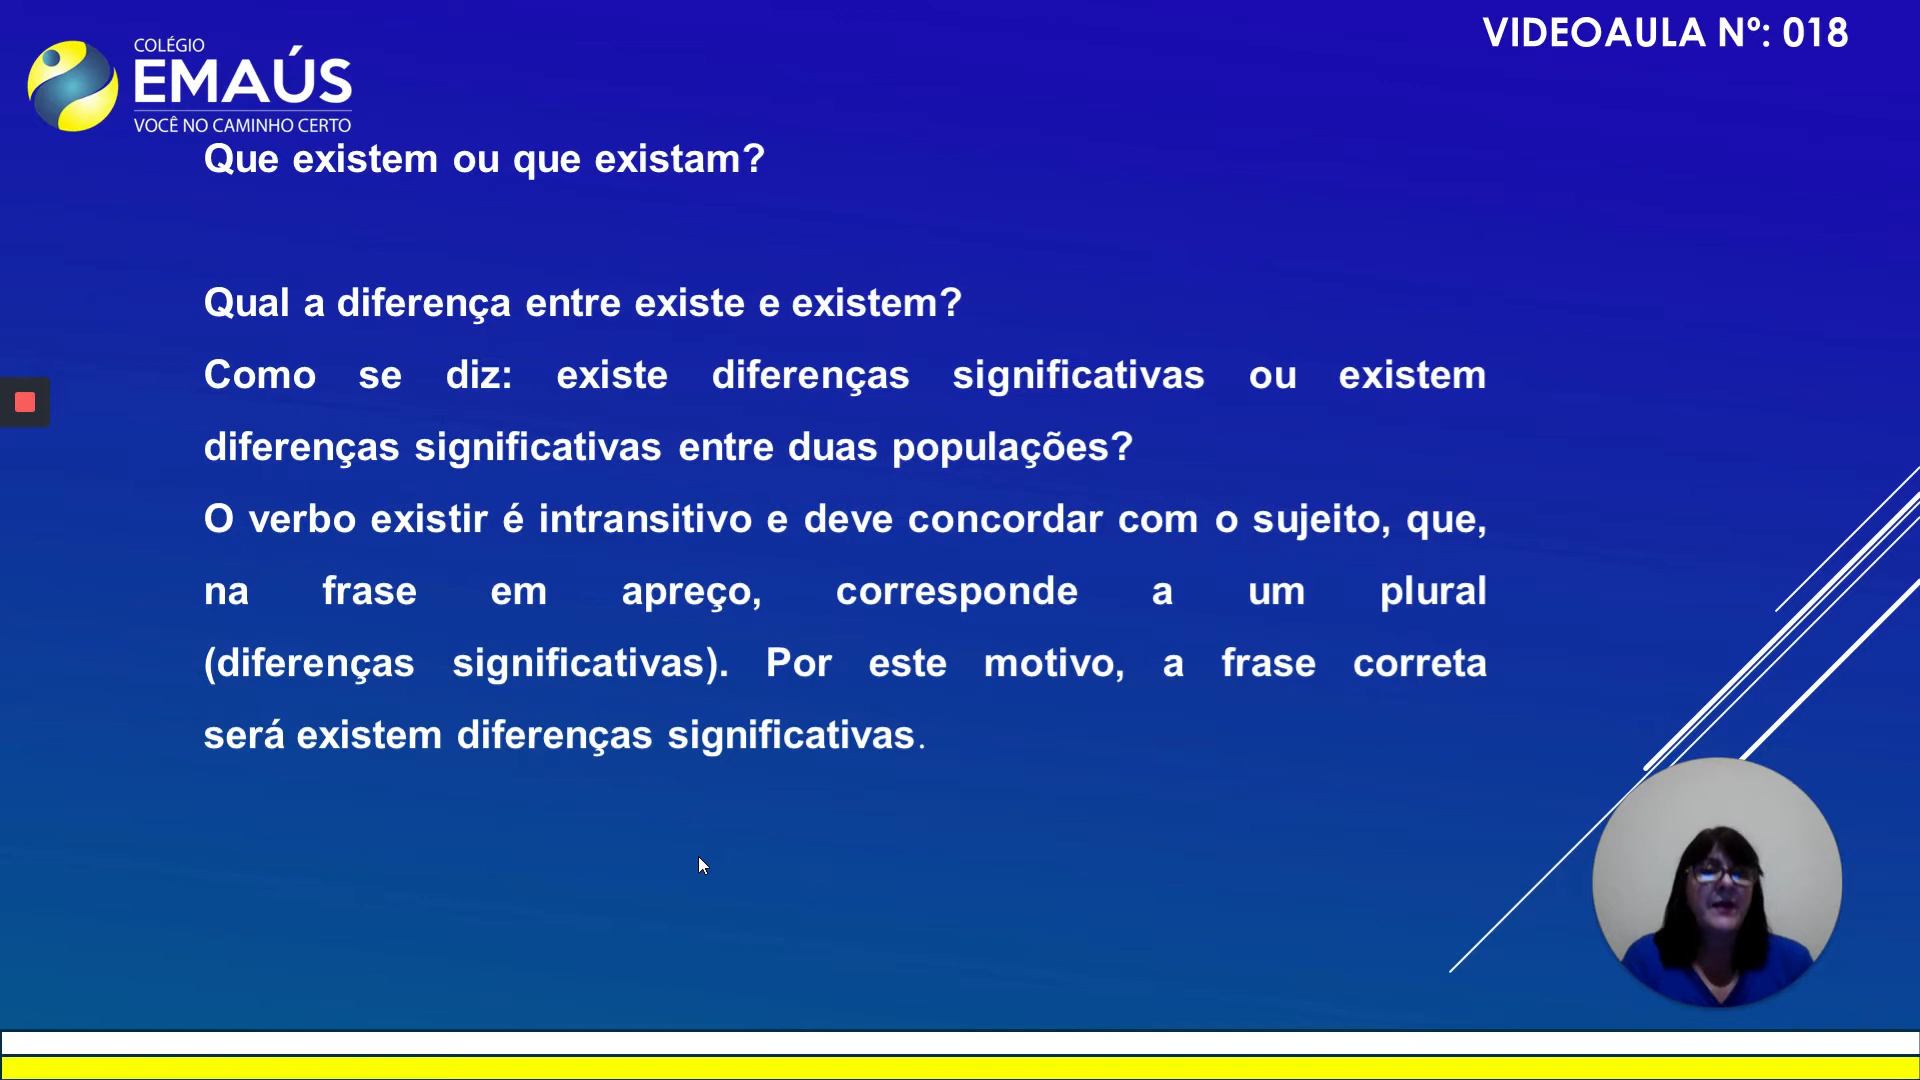 VIDEOAULA Nº: 018
COLÉGIO
EMAÚS
VOCÊ NO CAMINHO CERTO
Que existem ou que existam?
Qual a diferença entre existe e existem?
Como se diz: existe diferenças significativas ou existem
diferenças significativas entre duas populações?
O verbo existir é intransitivo e deve concordar com o sujeito, que,
na frase em apreço, corresponde a um plural
(diferenças significativas). Por este motivo, a frase correta
será existem diferenças significativas.